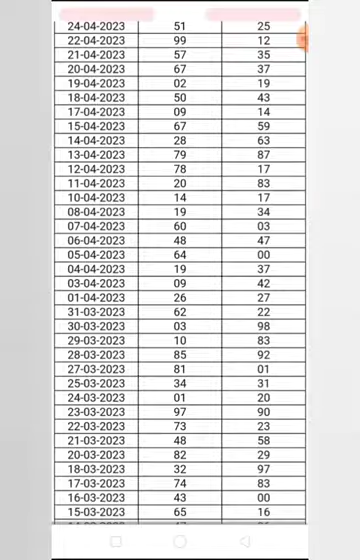 24-04-2023 51 25
22-04-2023 99 12
21-04-2023 57 35
20-04-2023 67 37
19-04-2023 02 19
18-04-2023 50 43
17-04-2023 09 14
15-04-2023 67 59
14-04-2023 28 63
13-04-2023 79 87
12-04-2023 78 17
11-04-2023 20 83
10-04-2023 14 17
08-04-2023 19 34
07-04-2023 60 03
06-04-2023 48 47
05-04-2023 64 00
04-04-2023 19 37
03-04-2023 09 42
01-04-2023 26 27
31-03-2023 62 22
30-03-2023 03 98
29-03-2023 10 83
28-03-2023 85 92
27-03-2023 81 01
25-03-2023 34 31
24-03-2023 01 20
23-03-2023 97 90
22-03-2023 73 23
21-03-2023 48 58
20-03-2023 82 29
18-03-2023 32 97
17-03-2023 74 83
16-03-2023 43 00
15-03-2023 65 16